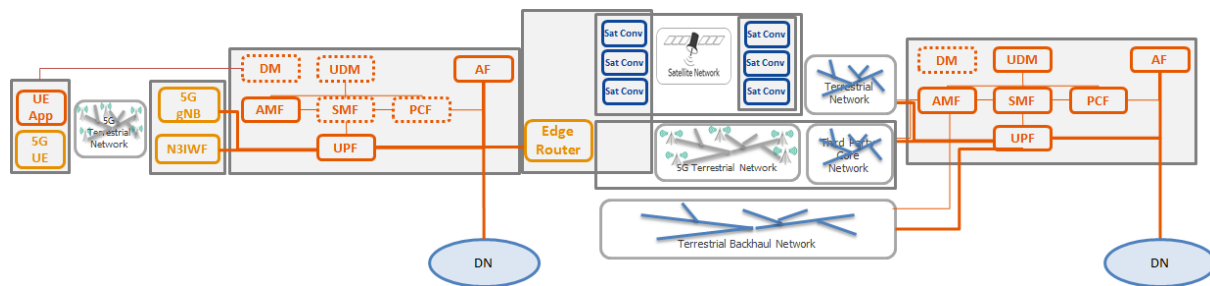 UE
App
5G
UE
5G
Terrestrial
Network
5G
gNB
N3IWF
DM
UDM
AF
AMF
SMF
PCF
UPF
DN
Edge
Router
Sat Conv
Sat Conv
Sat Conv
Satellite Network
Sat Conv
Sat Conv
Sat Conv
Terrestrial
Network
5G Terrestrial Network
Third Party
Core
Network
Terrestrial Backhaul Network
DM
UDM
AF
AMF
SMF
PCF
UPF
DN